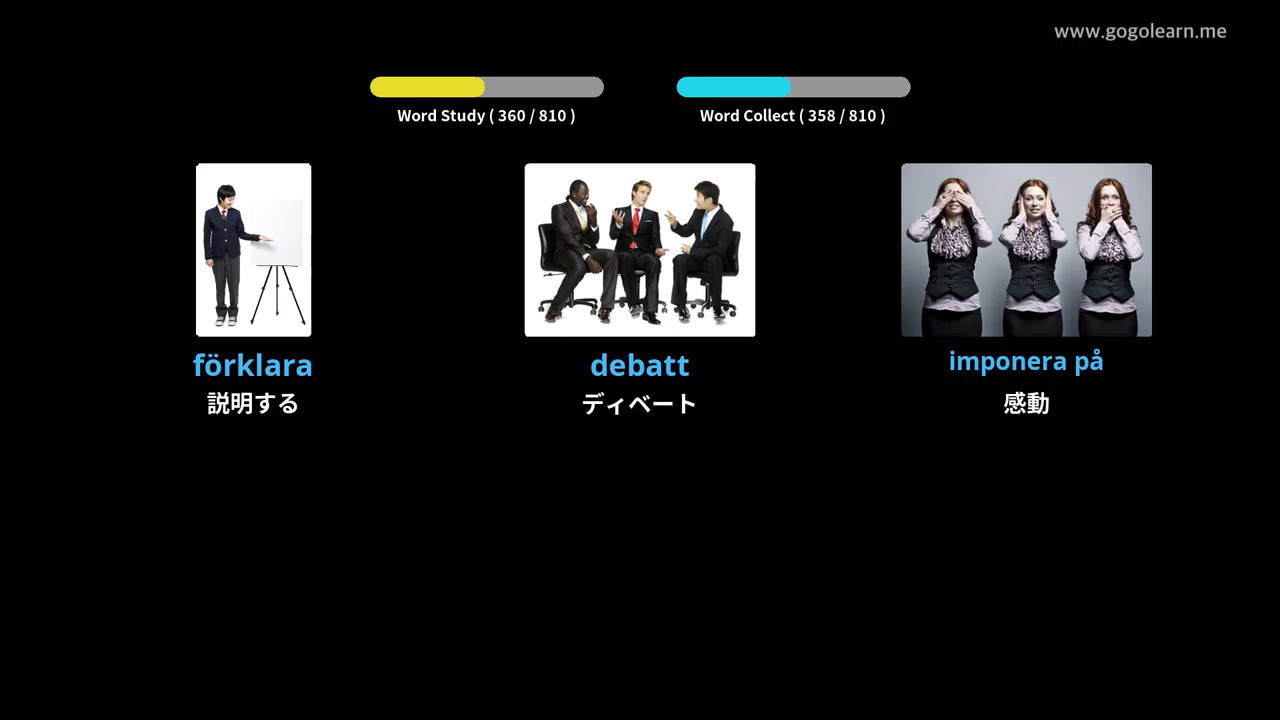 www.gogolearn.me
Word Study ( 360 / 810 )
Word Collect ( 358 / 810 )
förklara
説明する
debatt
ディベート
imponera på
感動